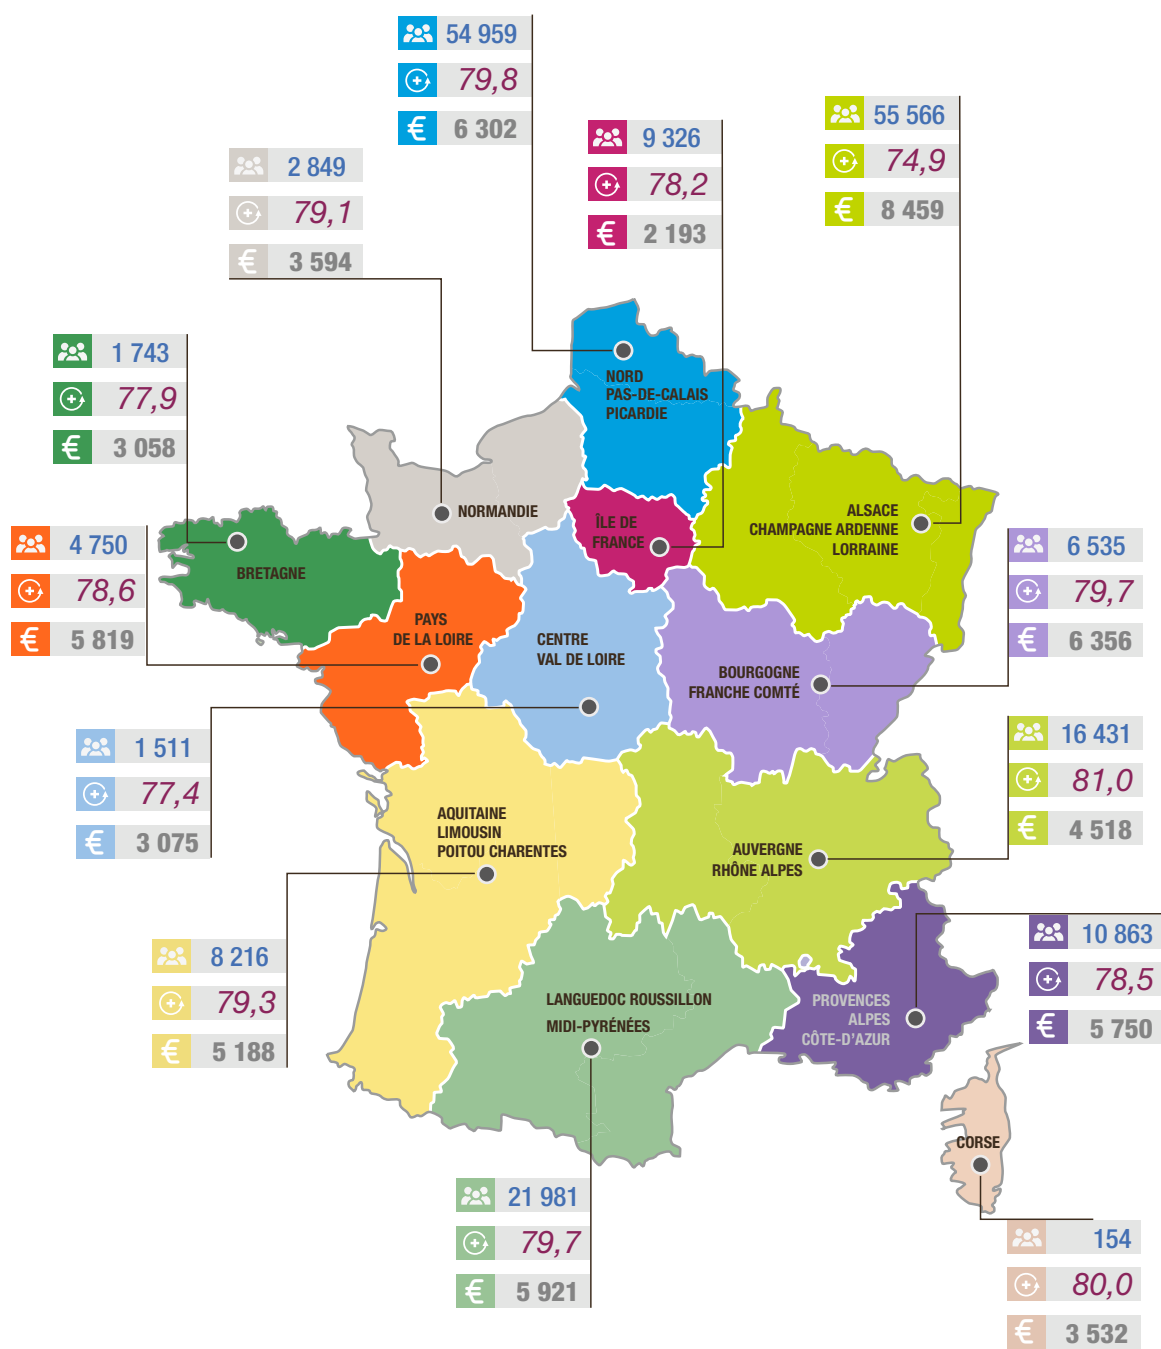 54 959
79,8
€ 6 302
9 326
78,2
€ 2 193
55 566
74,9
€ 8 459
2 849
79,1
€ 3 594
1 743
77,9
€ 3 058
NORD
PAS-DE-CALAIS
PICARDIE
NORMANDIE
ÎLE DE
FRANCE
ALSACE
CHAMPAGNE ARDENNE
LORRAINE
BRETAGNE
4 750
78,6
€ 5 819
6 535
79,7
€ 6 356
PAYS
DE LA LOIRE
CENTRE
VAL DE LOIRE
BOURGOGNE
FRANCHE COMTÉ
1 511
77,4
€ 3 075
16 431
81,0
€ 4 518
AQUITAINE
LIMOUSIN
POITOU CHARENTES
AUVERGNE
RHÔNE ALPES
8 216
79,3
€ 5 188
10 863
78,5
€ 5 750
LANGUEDOC ROUSSILLON
MIDI-PYRÉNÉES
PROVENCES
ALPES
CÔTE-D'AZUR
CORSE
21 981
79,7
€ 5 921
154
80,0
€ 3 532